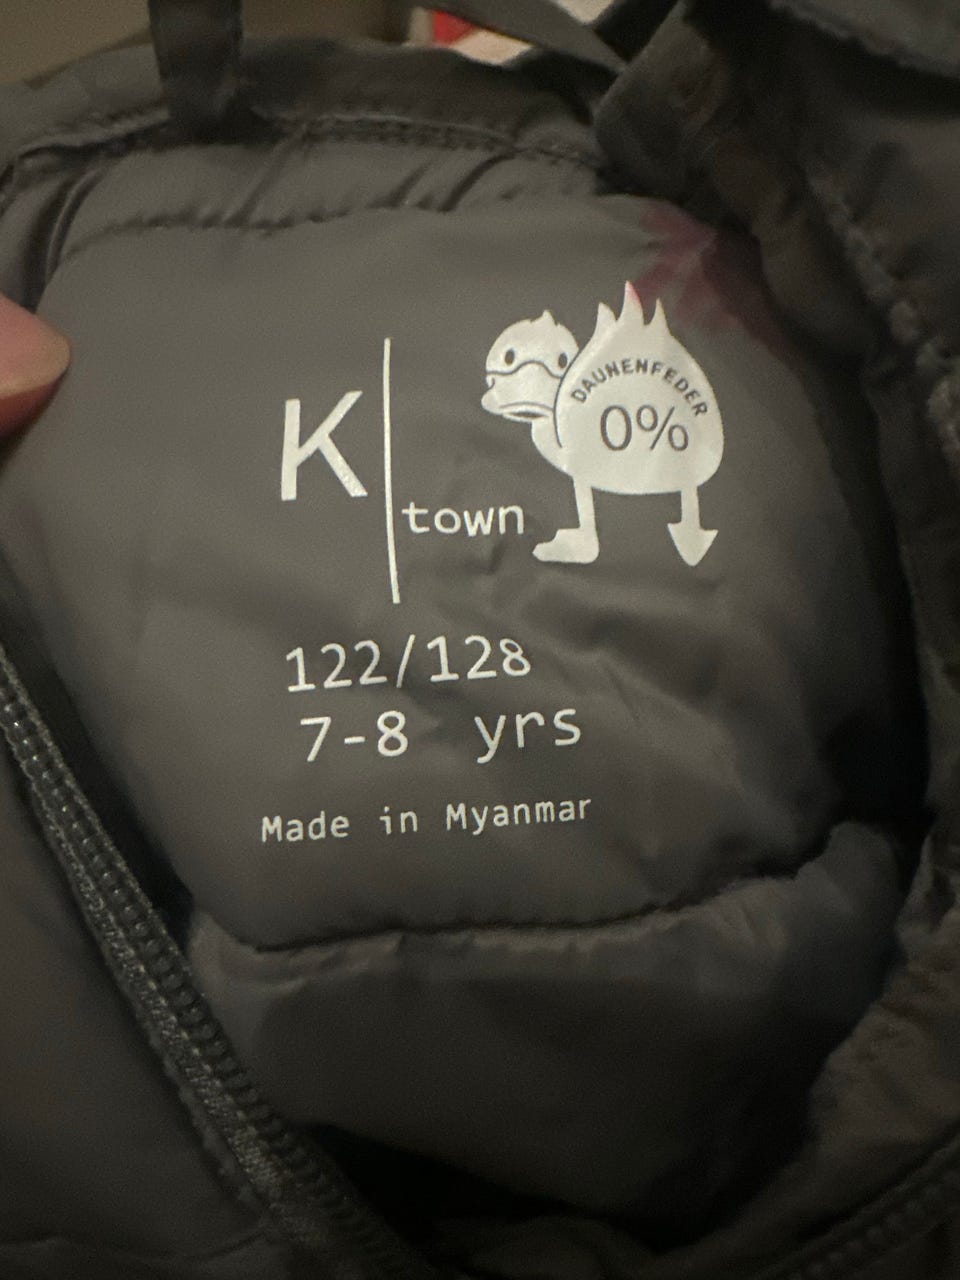 K
town
DAUNENFEDER
0%
122/128
7-8 yrs
Made in Myanmar